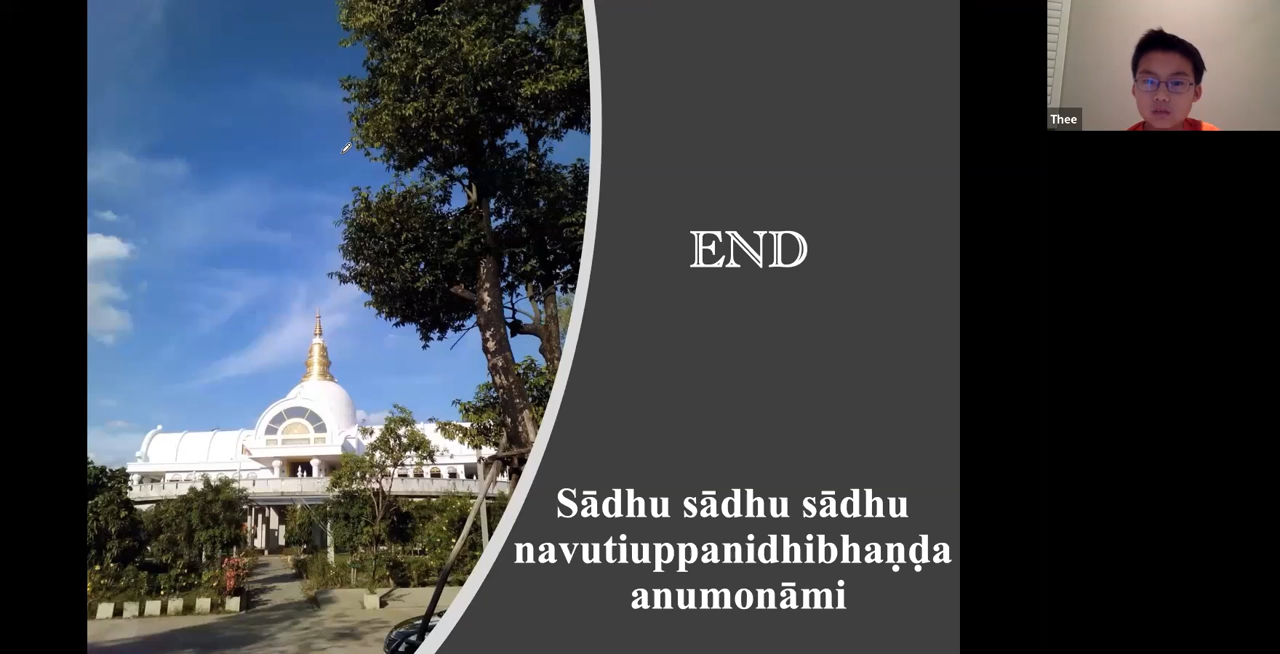 END
Sādhu sādhu sādhu
navutiuppanidhibhaṇḍa
anumonāmi
Thee